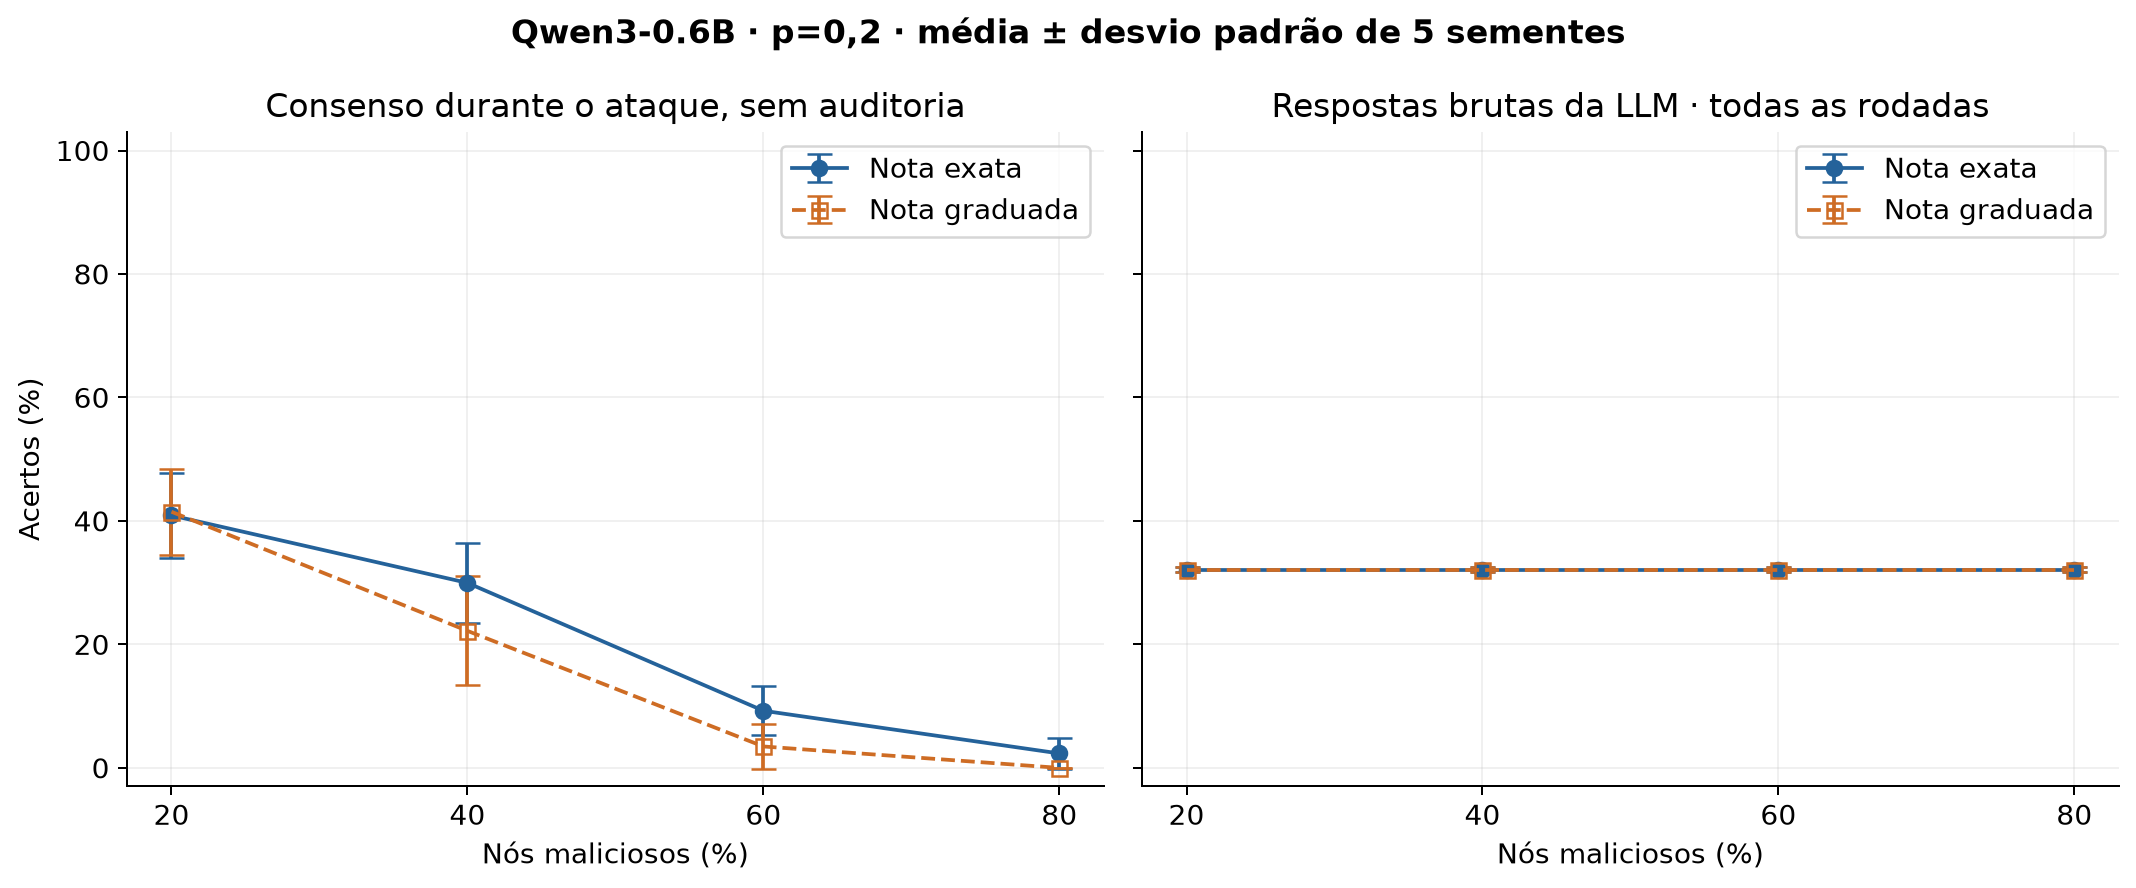 Qwen3-0.6B · p=0,2 · média ± desvio padrão de 5 sementes
Consenso durante o ataque, sem auditoria
Nota exata
Nota graduada
Acertos (%)
100
80
60
40
20
0
20 40 60 80
Nós maliciosos (%)
Respostas brutas da LLM · todas as rodadas
Nota exata
Nota graduada
20 40 60 80
Nós maliciosos (%)